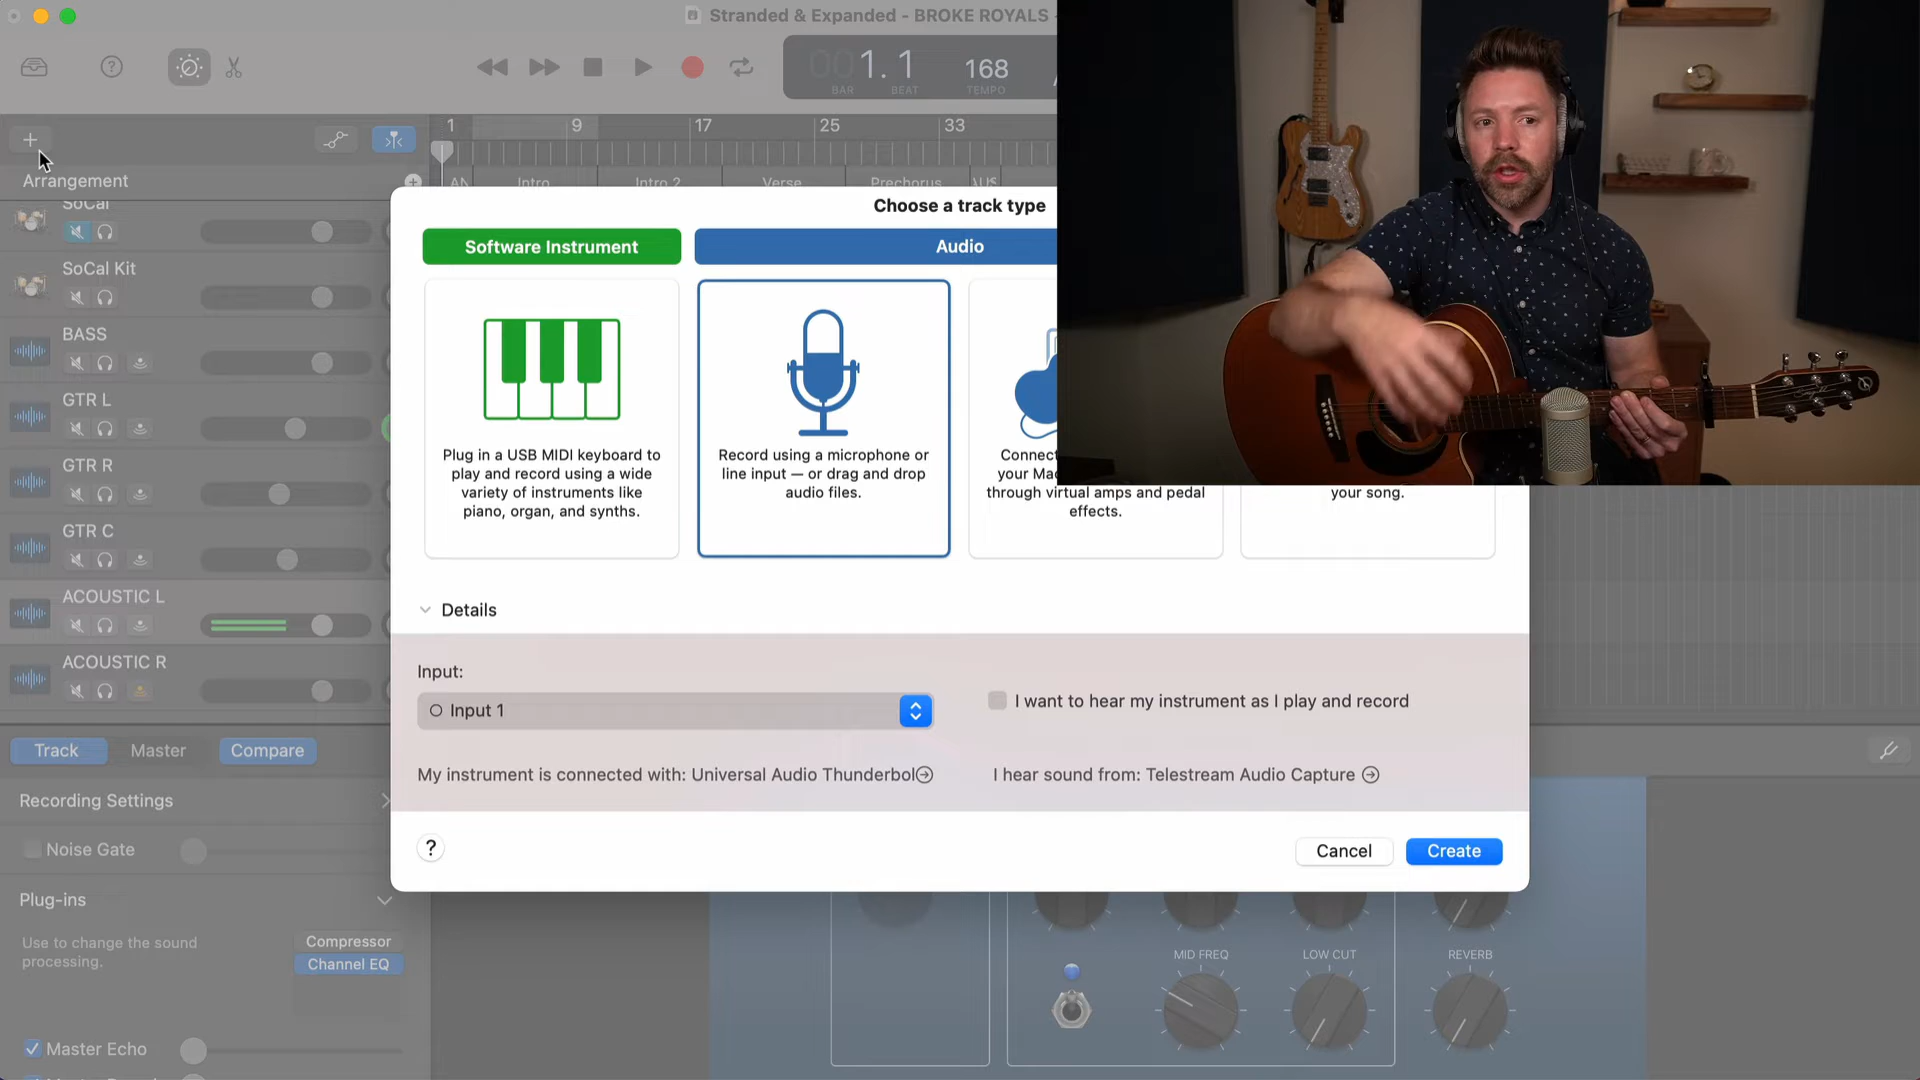 Stranded & Expanded - BROKE ROYALS -
001. 1
168
BAR
BEAT
TEMPO
1
9
17
25
33
Arrangement
Intro
Intro 2
Verse
Prechorus
SoCal
SoCal Kit
BASS
GTR L
GTR R
GTR C
ACOUSTIC L
ACOUSTIC R
Track
Master
Compare
Recording Settings
Noise Gate
Plug-ins
Use to change the sound
processing.
Compressor
Channel EQ
Master Echo
Choose a track type
Software Instrument
Audio
Plug in a USB MIDI keyboard to
play and record using a wide
variety of instruments like
piano, organ, and synths.
Record using a microphone or
line input — or drag and drop
audio files.
Connect
your Mac
through virtual amps and pedal
effects.
your song.
Details
Input:
Input 1
I want to hear my instrument as I play and record
My instrument is connected with: Universal Audio Thunderbol
I hear sound from: Telestream Audio Capture
?
Cancel
Create
MID FREQ
LOW CUT
REVERB